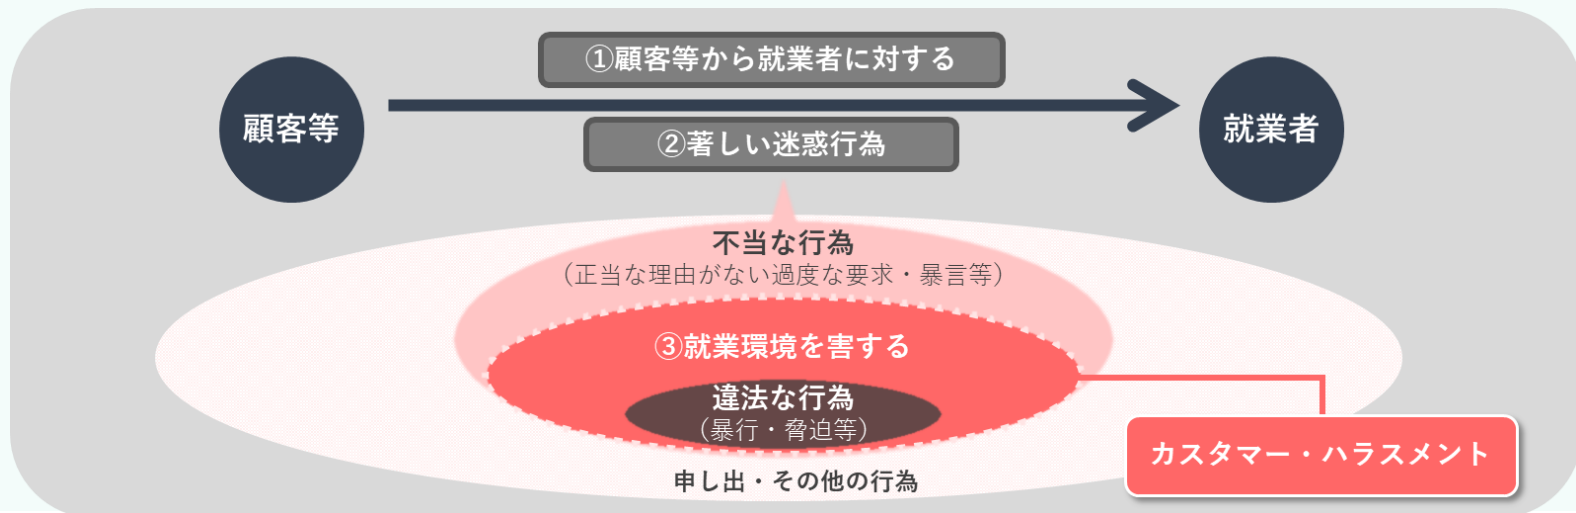 ①顧客等から就業者に対する
顧客等
就業者
②著しい迷惑行為
不当な行為
（正当な理由がない過度な要求・暴言等）
③就業環境を害する
違法な行為
（暴行・脅迫等）
カスタマー・ハラスメント
申し出・その他の行為